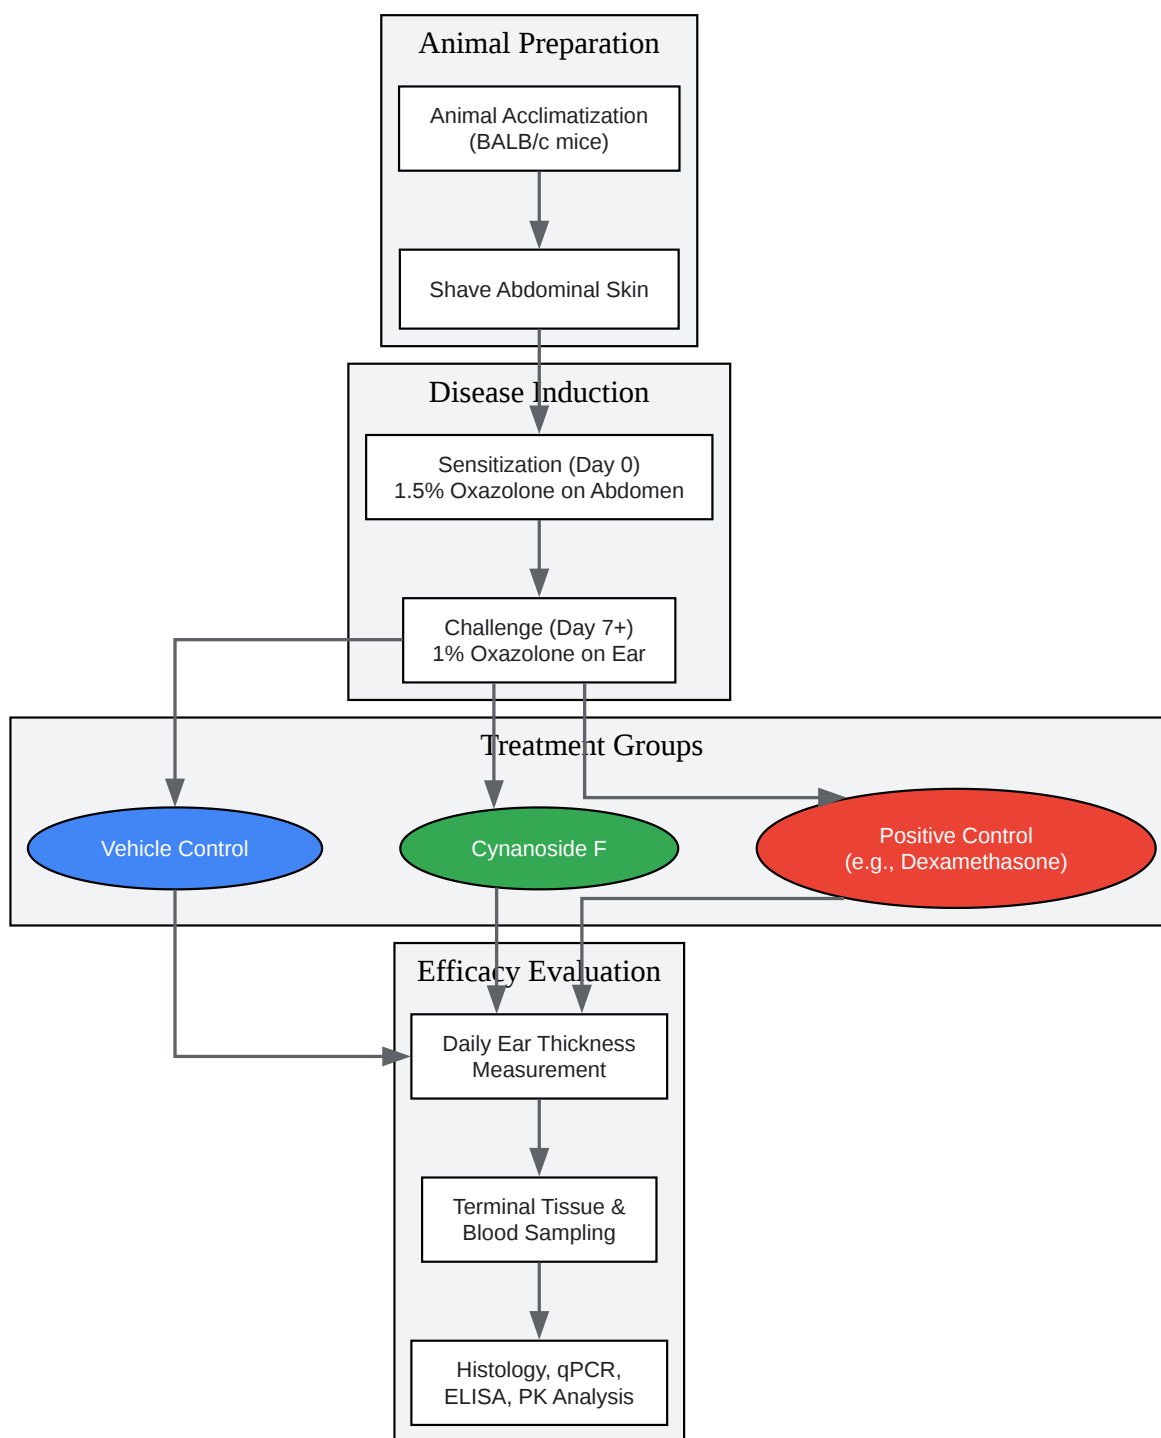 Animal Preparation
Animal Acclimatization
(BALB/c mice)
Shave Abdominal Skin
Disease Induction
Sensitization (Day 0)
1.5% Oxazolone on Abdomen
Challenge (Day 7+)
1% Oxazolone on Ear
Treatment Groups
Vehicle Control
Cynanoside F
Positive Control
(e.g., Dexamethasone)
Efficacy Evaluation
Daily Ear Thickness
Measurement
Terminal Tissue &
Blood Sampling
Histology, qPCR,
ELISA, PK Analysis